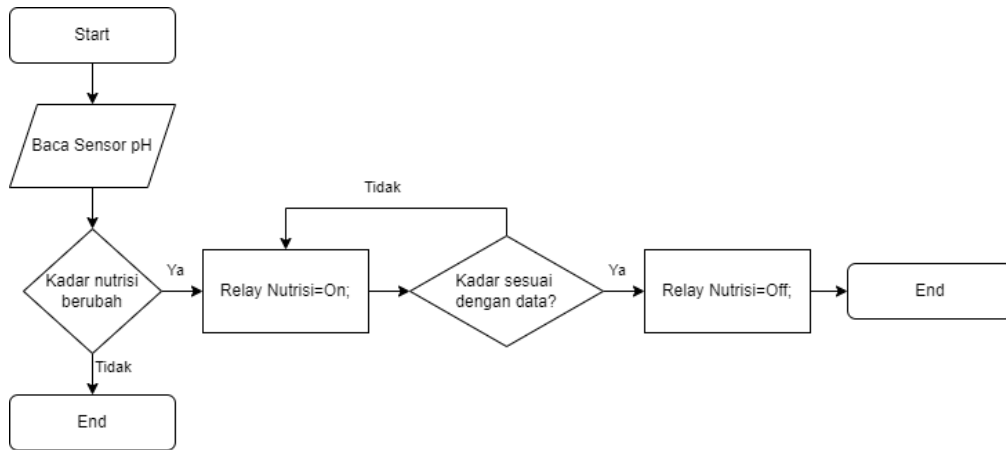 Start
Baca Sensor pH
Kadar nutrisi
berubah
Ya
Tidak
End
Relay Nutrisi=On;
Tidak
Kadar sesuai
dengan data?
Ya
Relay Nutrisi=Off;
End